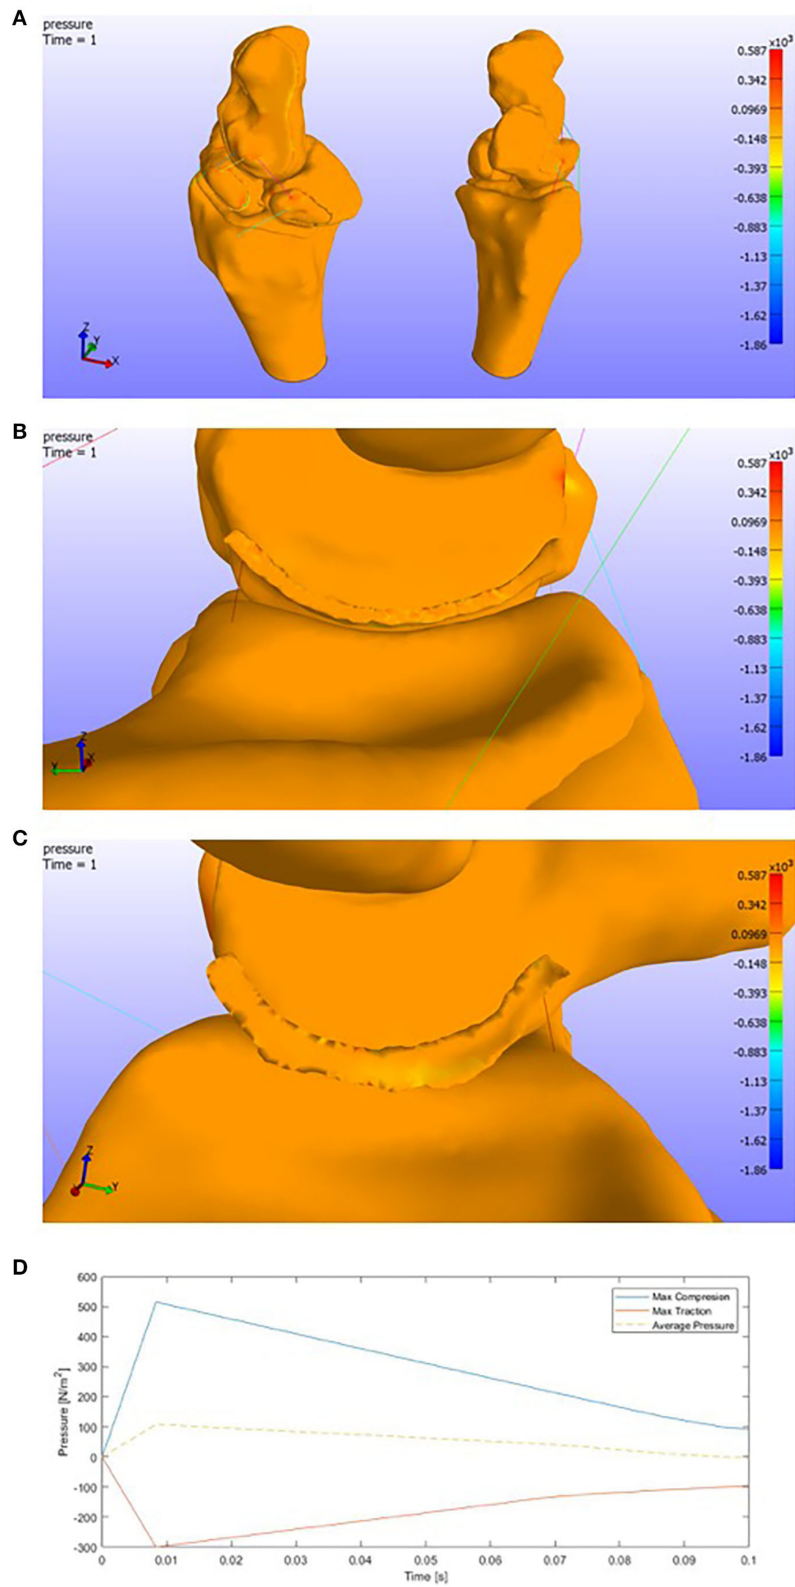 A
pressure
Time = 1
x10³
0.587
0.342
0.0969
-0.148
-0.393
-0.638
-0.883
-1.13
-1.37
-1.62
-1.86
Z
Y
X
B
pressure
Time = 1
x10³
0.587
0.342
0.0969
-0.148
-0.393
-0.638
-0.883
-1.13
-1.37
-1.62
-1.86
Z
X
Y
C
pressure
Time = 1
x10³
0.587
0.342
0.0969
-0.148
-0.393
-0.638
-0.883
-1.13
-1.37
-1.62
-1.86
Z
Y
D
600
500
400
300
200
100
0
-100
-200
-300
Pressure [N/m²]
Max Compresion
Max Traction
Average Pressure
0 0.01 0.02 0.03 0.04 0.05 0.06 0.07 0.08 0.09 0.1
Time [s]